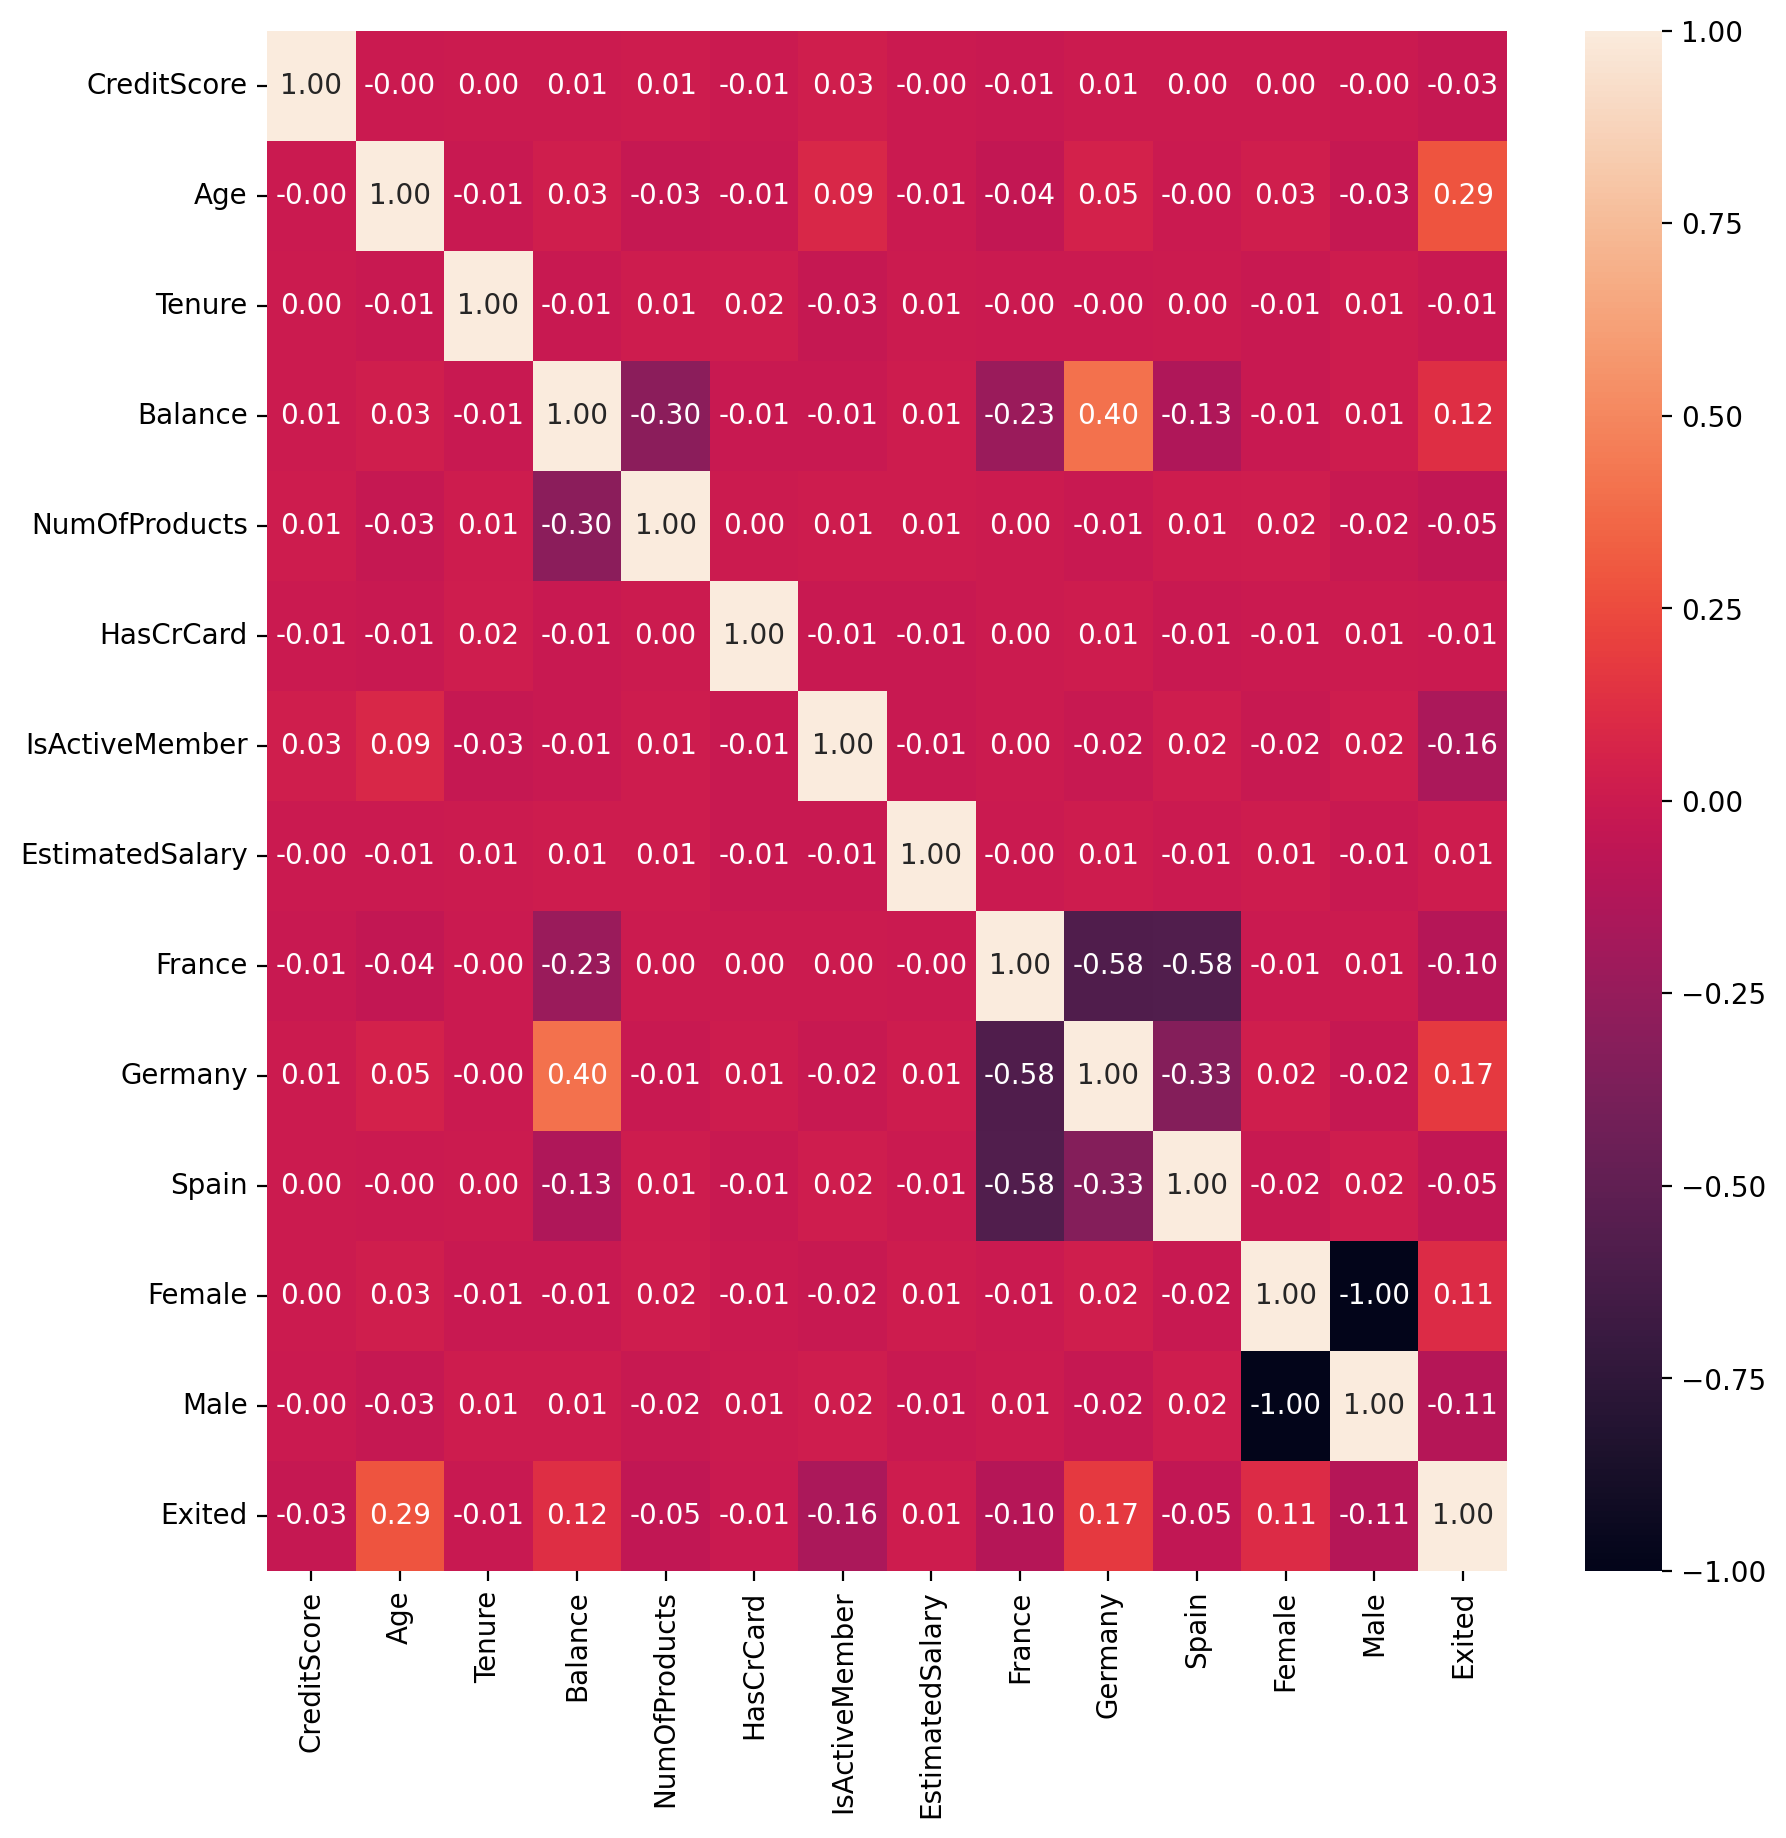 CreditScore 1.00 -0.00 0.00 0.01 0.01 -0.01 0.03 -0.00 -0.01 0.01 0.00 0.00 -0.00 -0.03
Age -0.00 1.00 -0.01 0.03 -0.03 -0.01 0.09 -0.01 -0.04 0.05 -0.00 0.03 -0.03 0.29
Tenure 0.00 -0.01 1.00 -0.01 0.01 0.02 -0.03 0.01 -0.00 -0.00 0.00 -0.01 0.01 -0.01
Balance 0.01 0.03 -0.01 1.00 -0.30 -0.01 -0.01 0.01 -0.23 0.40 -0.13 -0.01 0.01 0.12
NumOfProducts 0.01 -0.03 0.01 -0.30 1.00 0.00 0.01 0.01 0.00 -0.01 0.01 0.02 -0.02 -0.05
HasCrCard -0.01 -0.01 0.02 -0.01 0.00 1.00 -0.01 -0.01 0.00 0.01 -0.01 -0.01 0.01 -0.01
IsActiveMember 0.03 0.09 -0.03 -0.01 0.01 -0.01 1.00 -0.01 0.00 -0.02 0.02 -0.02 0.02 -0.16
EstimatedSalary -0.00 -0.01 0.01 0.01 0.01 -0.01 -0.01 1.00 -0.00 0.01 -0.01 0.01 -0.01 0.01
France -0.01 -0.04 -0.00 -0.23 0.00 0.00 0.00 -0.00 1.00 -0.58 -0.58 -0.01 0.01 -0.10
Germany 0.01 0.05 -0.00 0.40 -0.01 0.01 -0.02 0.01 -0.58 1.00 -0.33 0.02 -0.02 0.17
Spain 0.00 -0.00 0.00 -0.13 0.01 -0.01 0.02 -0.01 -0.58 -0.33 1.00 -0.02 0.02 -0.05
Female 0.00 0.03 -0.01 -0.01 0.02 -0.01 -0.02 0.01 -0.01 0.02 -0.02 1.00 -1.00 0.11
Male -0.00 -0.03 0.01 0.01 -0.02 0.01 0.02 -0.01 0.01 -0.02 0.02 -1.00 1.00 -0.11
Exited -0.03 0.29 -0.01 0.12 -0.05 -0.01 -0.16 0.01 -0.10 0.17 -0.05 0.11 -0.11 1.00
CreditScore
Age
Tenure
Balance
NumOfProducts
HasCrCard
IsActiveMember
EstimatedSalary
France
Germany
Spain
Female
Male
Exited
1.00
0.75
0.50
0.25
0.00
−0.25
−0.50
−0.75
−1.00